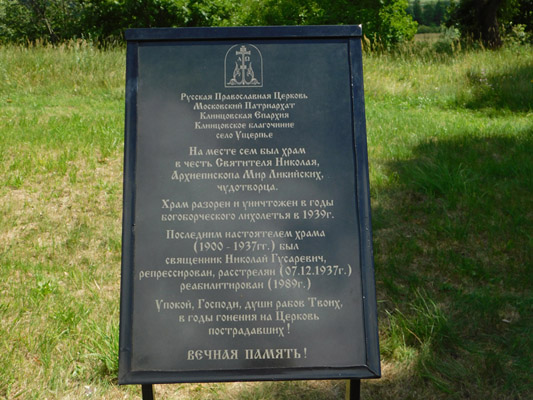 Русская Православная Церковь
Московский Патриархат
Клинцовская Епархия
Клинцовское благочиние
село Ущерпье
На месте сем был храм
в честь Святителя Николая,
Архиепископа Мир Ликийских,
чудотворца.
Храм разорен и уничтожен в годы
богоборческого лихолетья в 1939г.
Последним настоятелем храма
(1900 - 1937гг.) был
священник Николай Гусаревич,
репрессирован, расстрелян (07.12.1937г.)
реабилитирован (1989г.)
Упокой, Господи, души рабов Твоих,
в годы гонения на Церковь
пострадавших!
ВЕЧНАЯ ПАМЯТЬ!